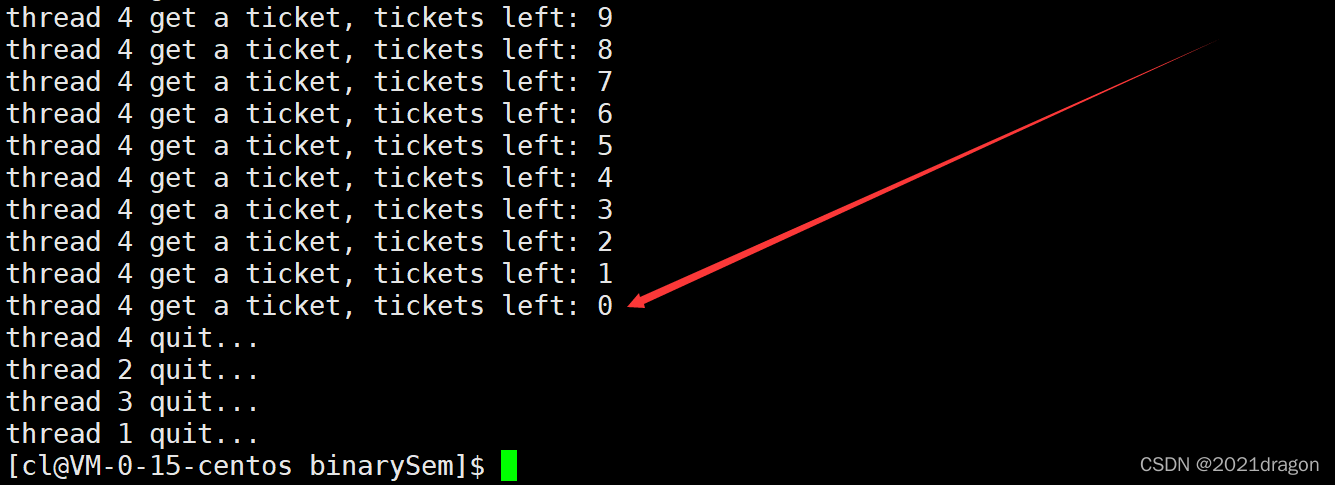 thread 4 get a ticket, tickets left: 9
thread 4 get a ticket, tickets left: 8
thread 4 get a ticket, tickets left: 7
thread 4 get a ticket, tickets left: 6
thread 4 get a ticket, tickets left: 5
thread 4 get a ticket, tickets left: 4
thread 4 get a ticket, tickets left: 3
thread 4 get a ticket, tickets left: 2
thread 4 get a ticket, tickets left: 1
thread 4 get a ticket, tickets left: 0
thread 4 quit...
thread 2 quit...
thread 3 quit...
thread 1 quit...
[cl@VM-0-15-centos binarySem]$
CSDN @2021dragon